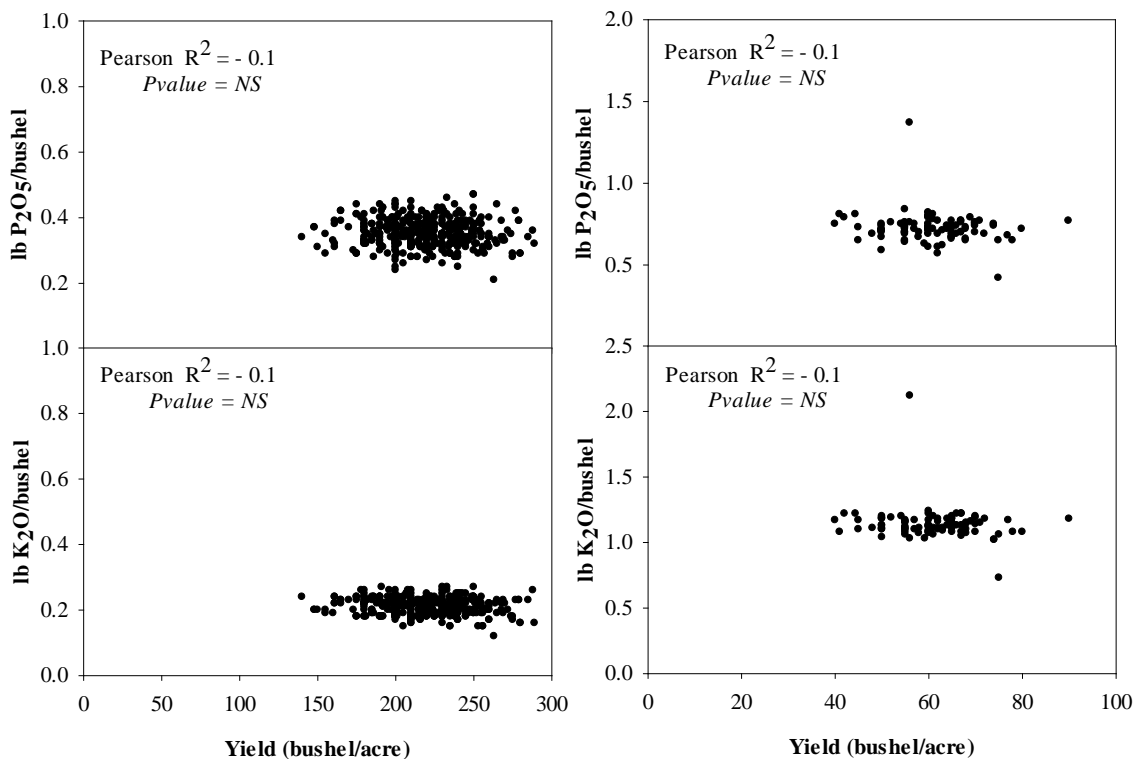 1.0
Pearson R² = - 0.1
Pvalue = NS
0.8
0.6
0.4
0.2
lb P₂O₅/bushel
2.0
Pearson R² = - 0.1
Pvalue = NS
1.5
1.0
0.5
lb P₂O₅/bushel
1.0
Pearson R² = - 0.1
Pvalue = NS
0.8
0.6
0.4
0.2
0.0
lb K₂O/bushel
0 50 100 150 200 250 300
Yield (bushel/acre)
2.5
Pearson R² = - 0.1
Pvalue = NS
2.0
1.5
1.0
0.5
0.0
lb K₂O/bushel
0 20 40 60 80 100
Yield (bushel/acre)